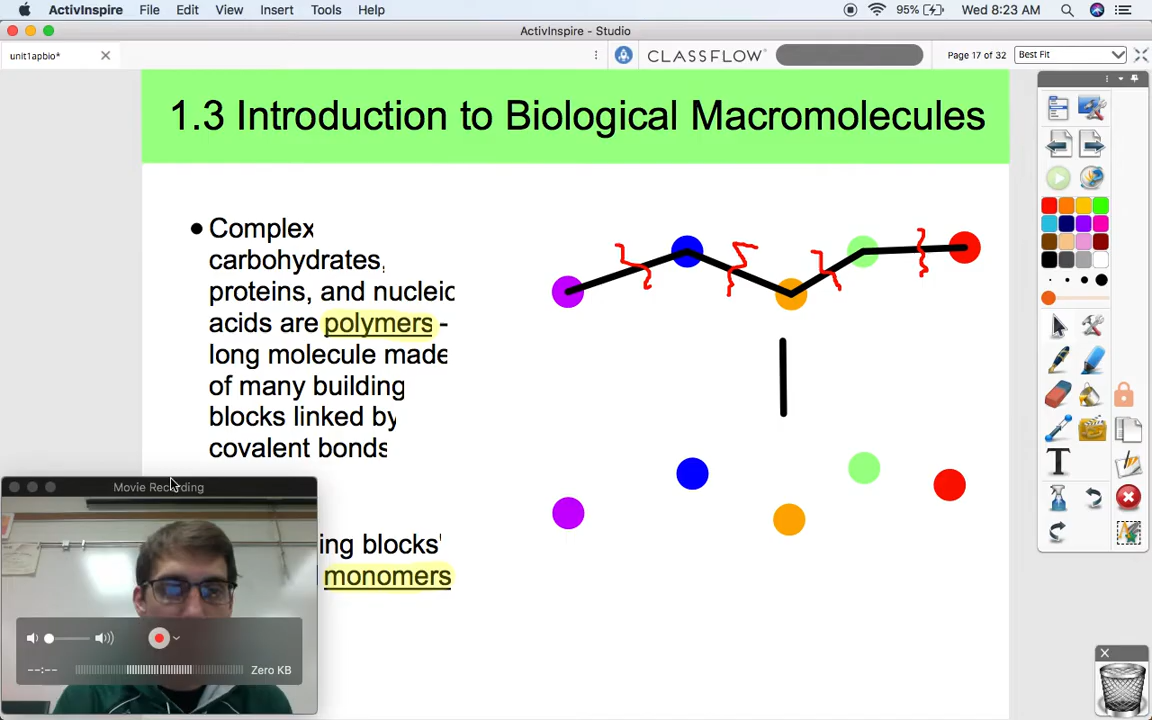 ActivInspire File Edit View Insert Tools Help 95% Wed 8:23 AM
ActivInspire - Studio
unit1apbio* CLASSFLOW Page 17 of 32 Best Fit
1.3 Introduction to Biological Macromolecules
Complex
carbohydrates,
proteins, and nucleic
acids are polymers -
long molecule made
of many building
blocks linked by
covalent bonds
Movie Recording
ing blocks'
monomers
--:-- Zero KB
T